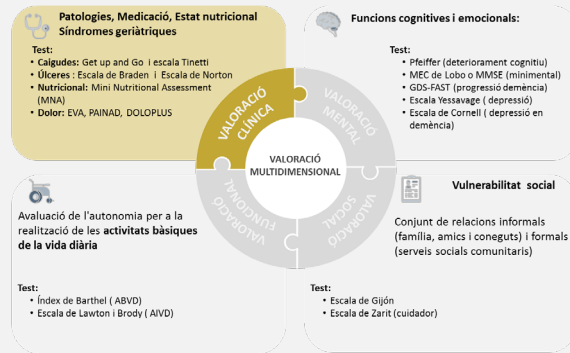 Patologies, Medicació, Estat nutricional
Síndromes geriàtriques
Test:
• Caigudes: Get up and Go i escala Tinetti
• Úlceres : Escala de Braden i Escala de Norton
• Nutricional: Mini Nutritional Assessment
(MNA)
• Dolor: EVA, PAINAD, DOLOPLUS
Funcions cognitives i emocionals:
Test:
• Pfeiffer (deteriorament cognitiu)
• MEC de Lobo o MMSE (minimental)
• GDS-FAST (progressió demència)
• Escala Yessavage ( depressió)
• Escala de Cornell ( depressió en
demència)
VALORACIÓ
CLÍNICA
VALORACIÓ
MENTAL
VALORACIÓ
MULTIDIMENSIONAL
VALORACIÓ
FUNCIONAL
VALORACIÓ
SOCIAL
Avaluació de l'autonomia per a la
realització de les activitats bàsiques
de la vida diària
Test:
• Índex de Barthel ( ABVD)
• Escala de Lawton i Brody ( AIVD)
Vulnerabilitat social
Conjunt de relacions informals
(família, amics i coneguts) i formals
(serveis socials comunitaris)
Test:
• Escala de Gijón
• Escala de Zarit (cuidador)